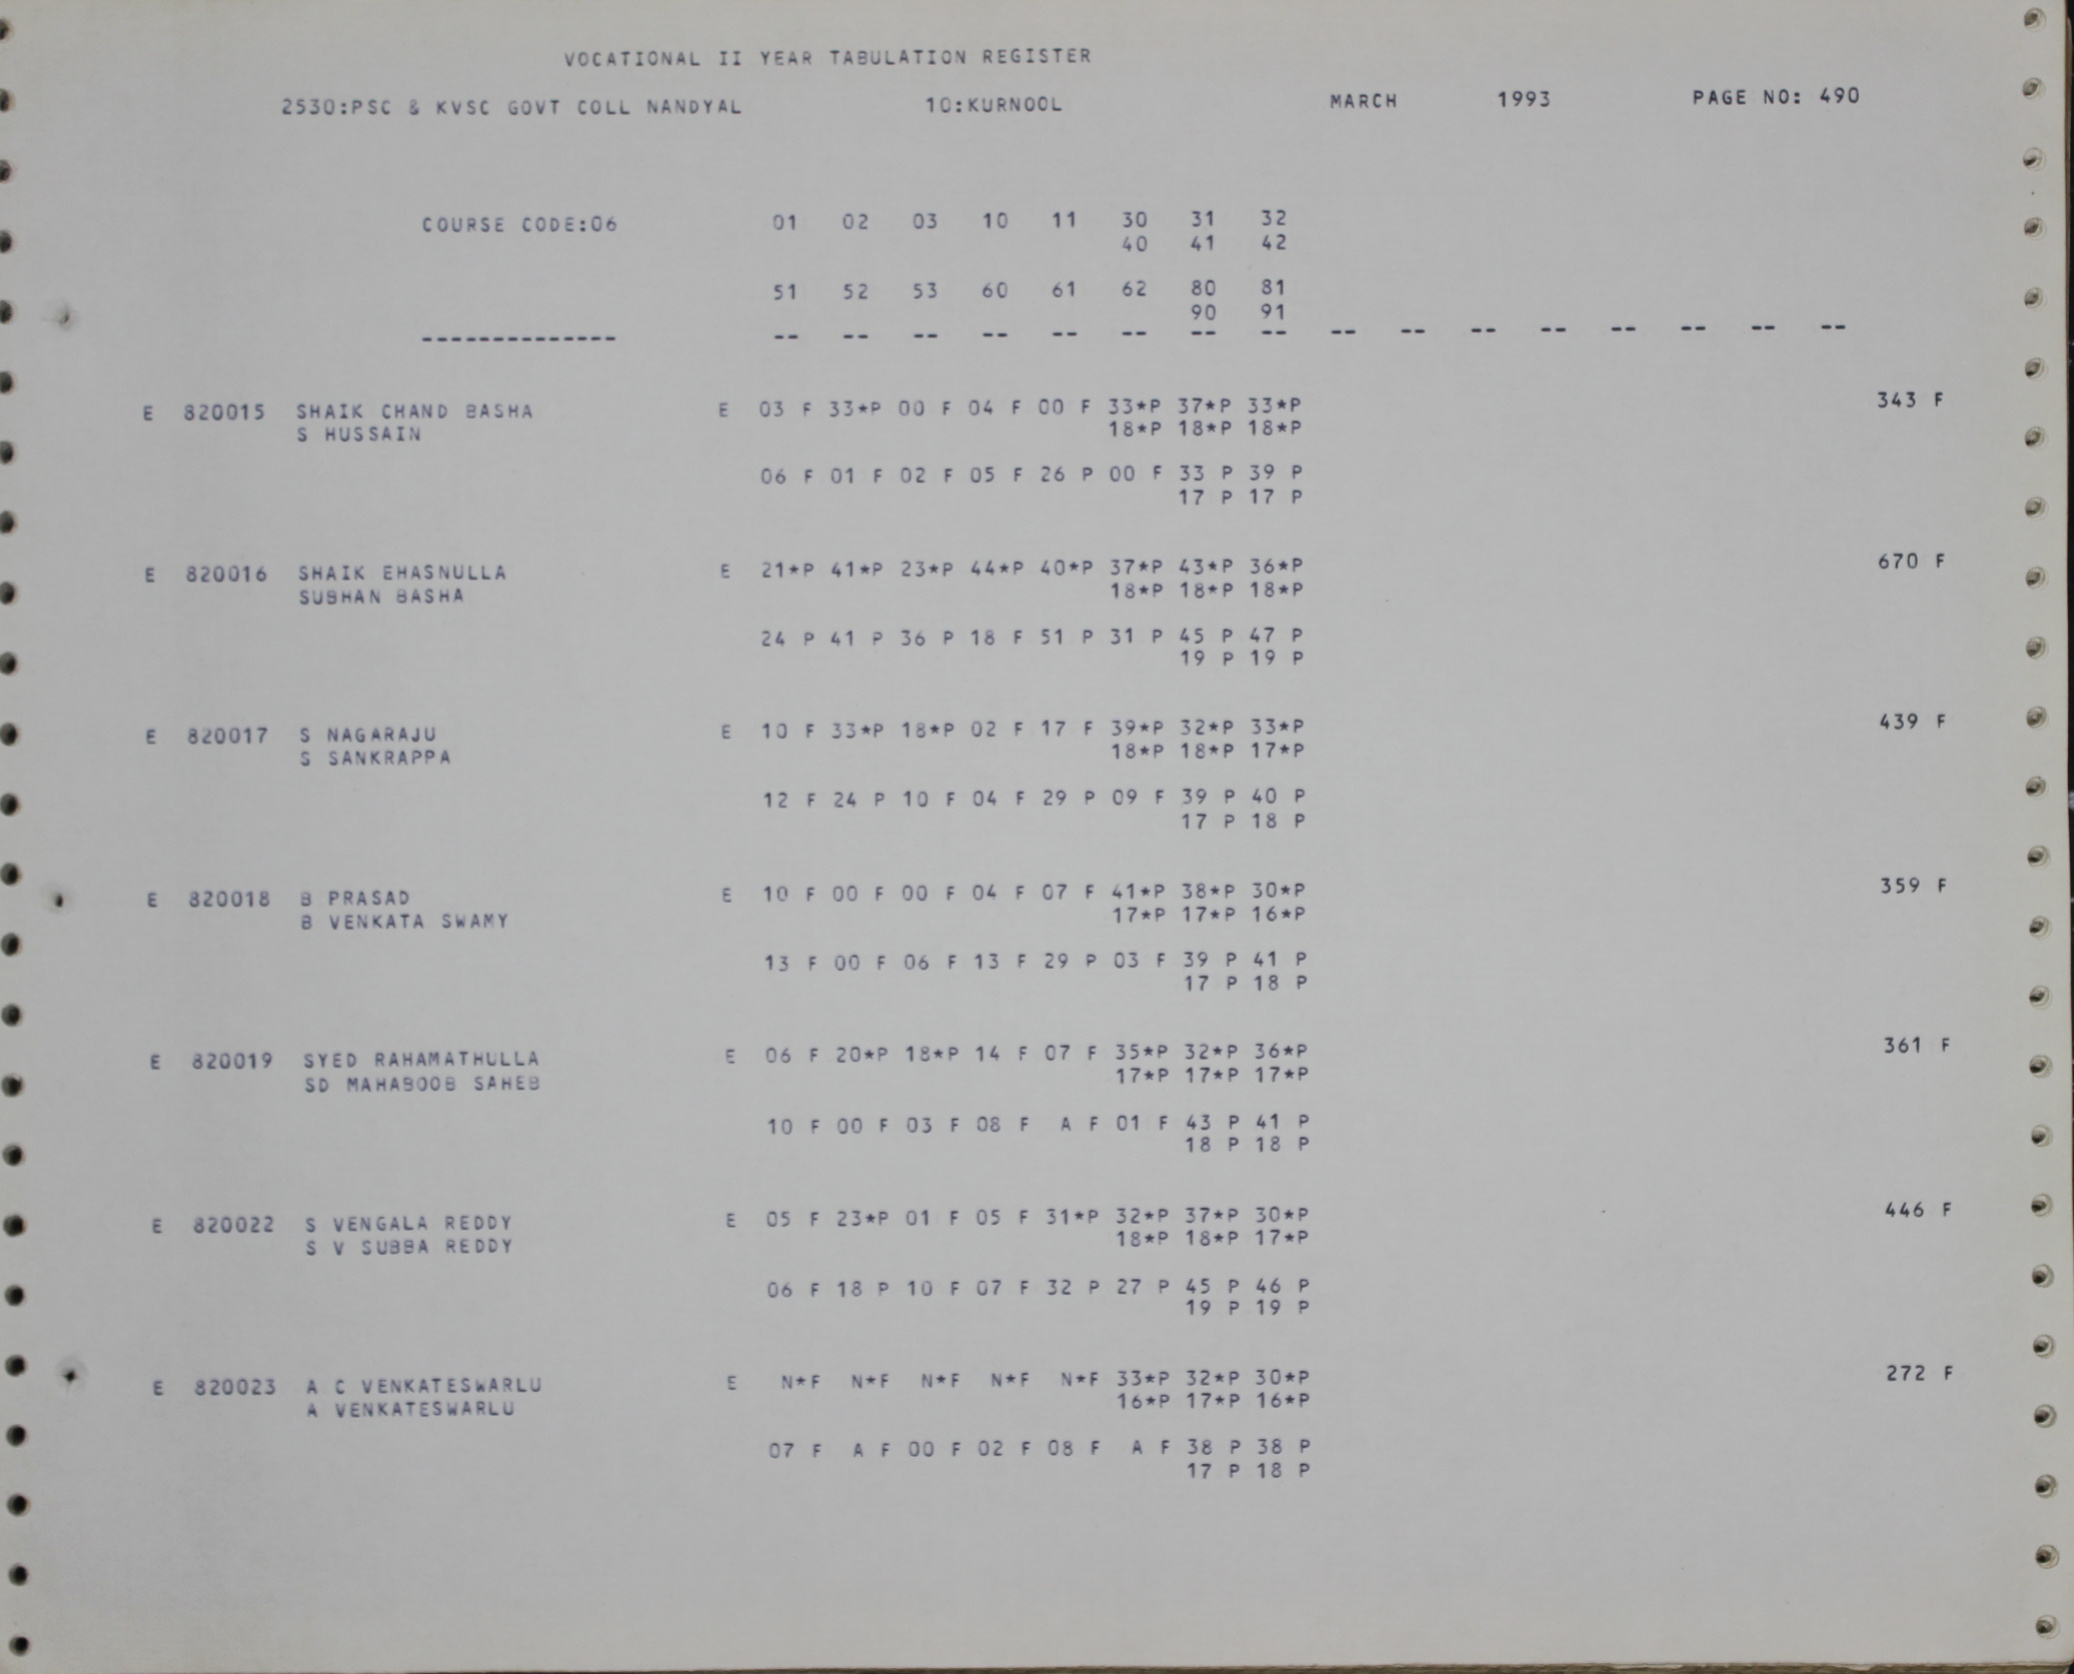 VOCATIONAL II YEAR TABULATION REGISTER
2530:PSC & KVSC GOVT COLL NANDYAL 10:KURNOOL MARCH 1993 PAGE NO: 490
COURSE CODE:06 01 02 03 10 11 30 31 32
40 41 42
51 52 53 60 61 62 80 81
90 91
-------------- -- -- -- -- -- -- -- -- -- -- -- -- -- -- -- --
E 820015 SHAIK CHAND BASHA E 03 F 33*P 00 F 04 F 00 F 33*P 37*P 33*P 343 F
S HUSSAIN 18*P 18*P 18*P
06 F 01 F 02 F 05 F 26 P 00 F 33 P 39 P
17 P 17 P
E 820016 SHAIK EHASNULLA E 21*P 41*P 23*P 44*P 40*P 37*P 43*P 36*P 670 F
SUBHAN BASHA 18*P 18*P 18*P
24 P 41 P 36 P 18 F 51 P 31 P 45 P 47 P
19 P 19 P
E 820017 S NAGARAJU E 10 F 33*P 18*P 02 F 17 F 39*P 32*P 33*P 439 F
S SANKRAPPA 18*P 18*P 17*P
12 F 24 P 10 F 04 F 29 P 09 F 39 P 40 P
17 P 18 P
E 820018 B PRASAD E 10 F 00 F 00 F 04 F 07 F 41*P 38*P 30*P 359 F
B VENKATA SWAMY 17*P 17*P 16*P
13 F 00 F 06 F 13 F 29 P 03 F 39 P 41 P
17 P 18 P
E 820019 SYED RAHAMATHULLA E 06 F 20*P 18*P 14 F 07 F 35*P 32*P 36*P 361 F
SD MAHABOOB SAHEB 17*P 17*P 17*P
10 F 00 F 03 F 08 F A F 01 F 43 P 41 P
18 P 18 P
E 820022 S VENGALA REDDY E 05 F 23*P 01 F 05 F 31*P 32*P 37*P 30*P 446 F
S V SUBBA REDDY 18*P 18*P 17*P
06 F 18 P 10 F 07 F 32 P 27 P 45 P 46 P
19 P 19 P
E 820023 A C VENKATESWARLU E N*F N*F N*F N*F N*F 33*P 32*P 30*P 272 F
A VENKATESWARLU 16*P 17*P 16*P
07 F A F 00 F 02 F 08 F A F 38 P 38 P
17 P 18 P